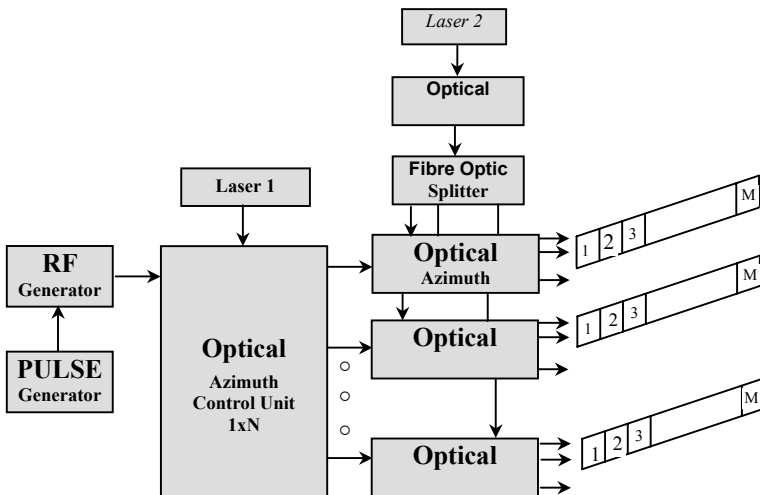 Laser 2
Optical
Fibre Optic
Splitter
Laser 1
RF
Generator
PULSE
Generator
Optical
Azimuth
Control Unit
1xN
Optical
Azimuth
Optical
Optical
1 2 3 M
1 2 3 M
1 2 3 M